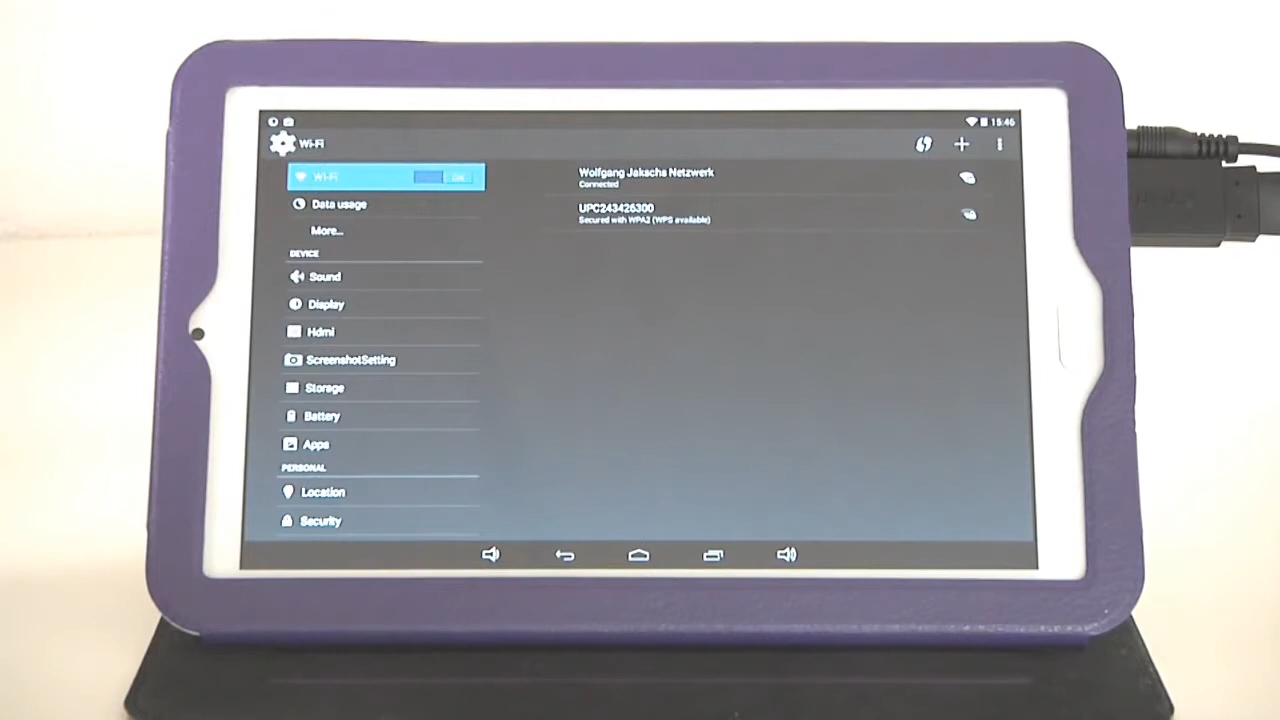 15:46
Wi-Fi
Wi-Fi
Data usage
More...
DEVICE
Sound
Display
Hdmi
ScreenshotSetting
Storage
Battery
Apps
PERSONAL
Location
Security
Wolfgang Jakachs Netzwerk
Connected
UPC243426300
Secured with WPA2 (WPS available)